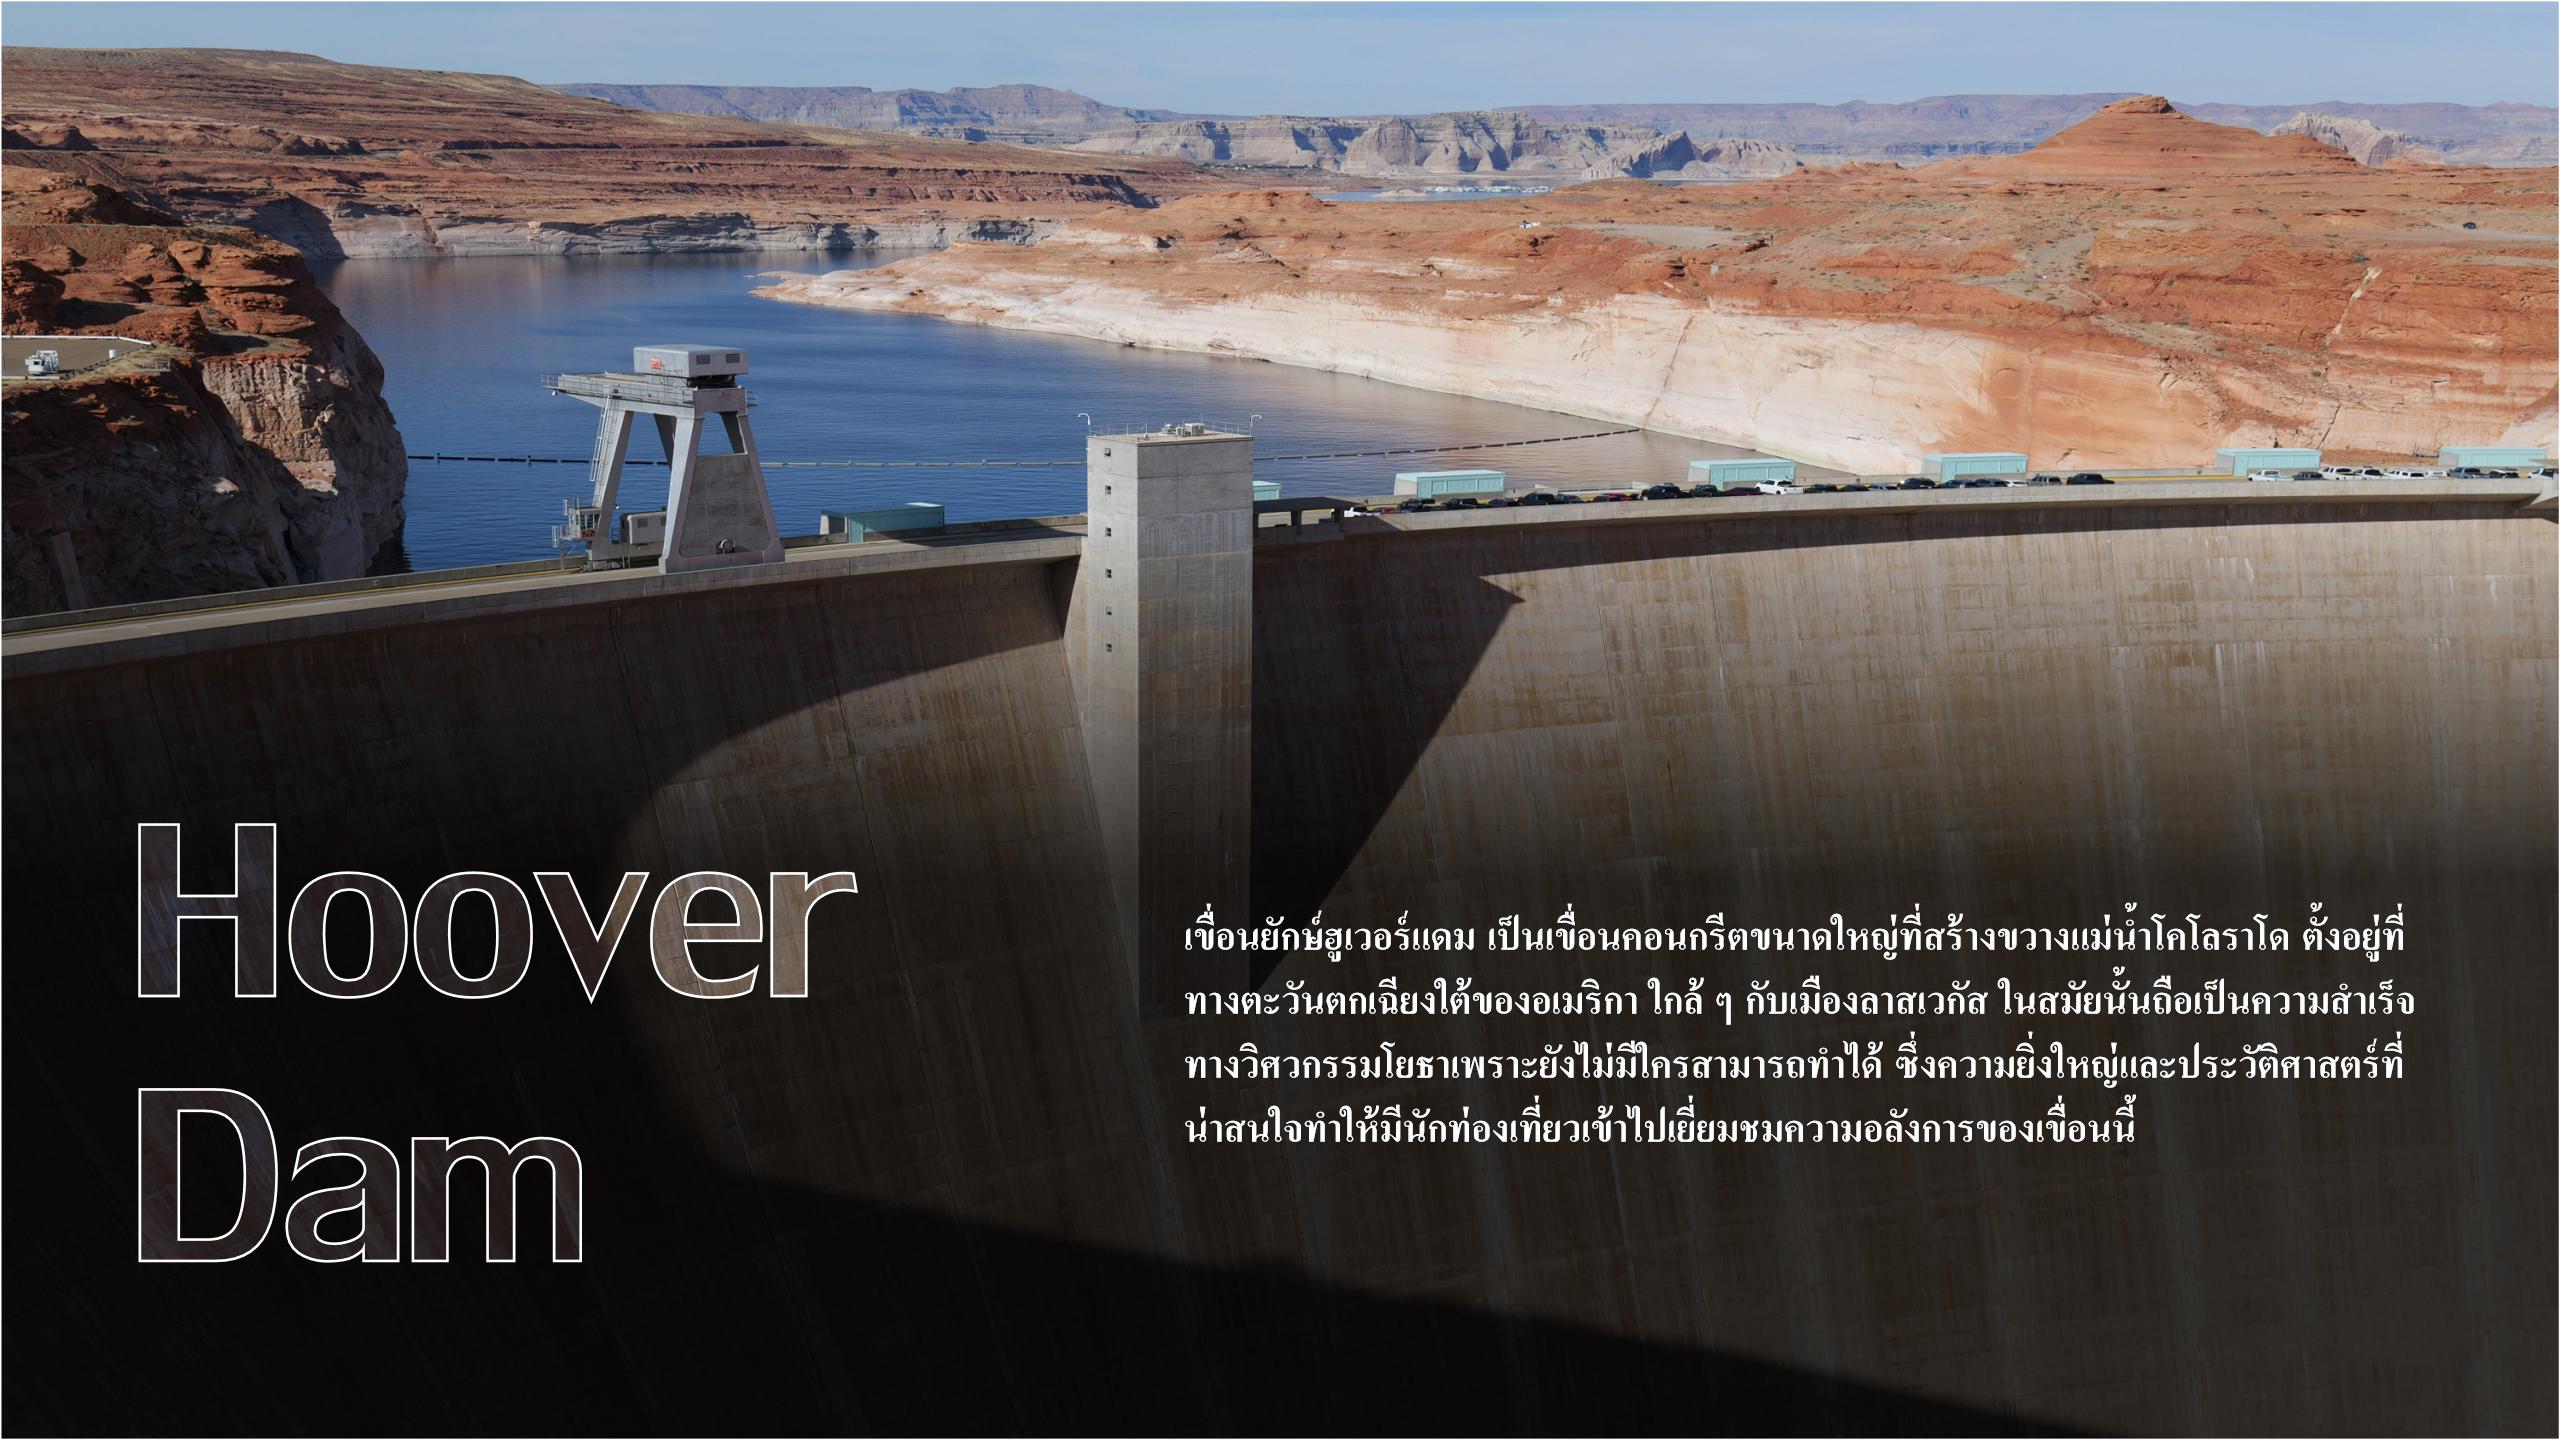 Hoover
Dam
เขื่อนยักษ์ฮูเวอร์แดม เป็นเขื่อนคอนกรีตขนาดใหญ่ที่สร้างขวางแม่น้ำโคโลราโด ตั้งอยู่ที่
ทางตะวันตกเฉียงใต้ของอเมริกา ใกล้ ๆ กับเมืองลาสเวกัส ในสมัยนั้นถือเป็นความสำเร็จ
ทางวิศวกรรมโยธาเพราะยังไม่มีใครสามารถทำได้ ซึ่งความยิ่งใหญ่และประวัติศาสตร์ที่
น่าสนใจทำให้มีนักท่องเที่ยวเข้าไปเยี่ยมชมความอลังการของเขื่อนนี้